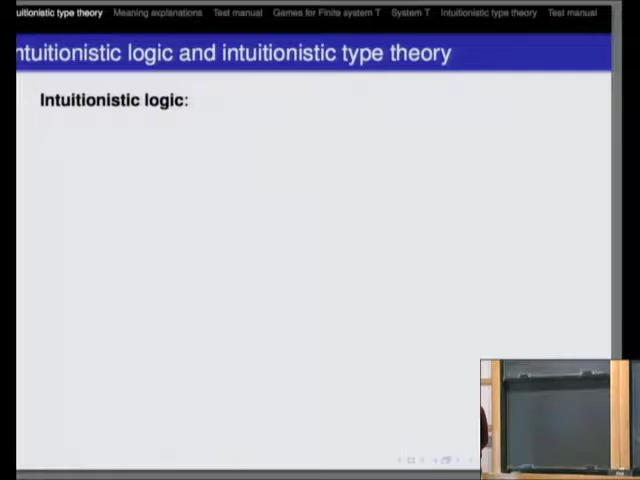 uitionistic type theory Meaning explanations Test manual Games for Finite system T System T Intuitionistic type theory Test manual
ntuitionistic logic and intuitionistic type theory
Intuitionistic logic: